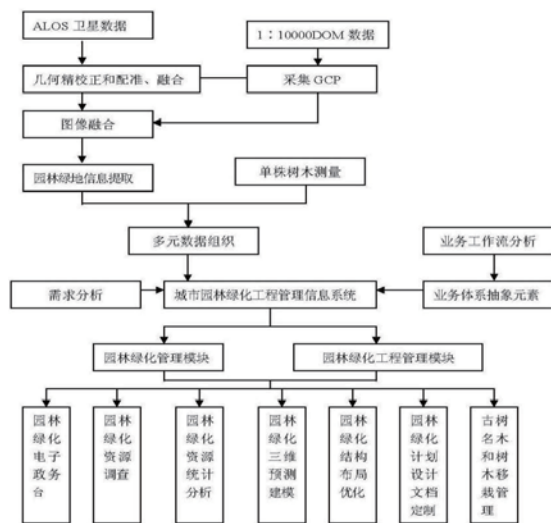 ALOS 卫星数据
1：10000DOM 数据
几何精校正和配准、融合
采集 GCP
图像融合
园林绿地信息提取
单株树木测量
多元数据组织
业务工作流分析
需求分析
城市园林绿化工程管理信息系统
业务体系抽象元素
园林绿化管理模块
园林绿化工程管理模块
园林
绿化
电子
政务
台
园林
绿化
资源
调查
园林
绿化
资源
统计
分析
园林
绿化
三维
预测
建模
园林
绿化
结构
布局
优化
园林
绿化
计划
设计
文档
定制
古树
名木
和树
木移
栽管
理